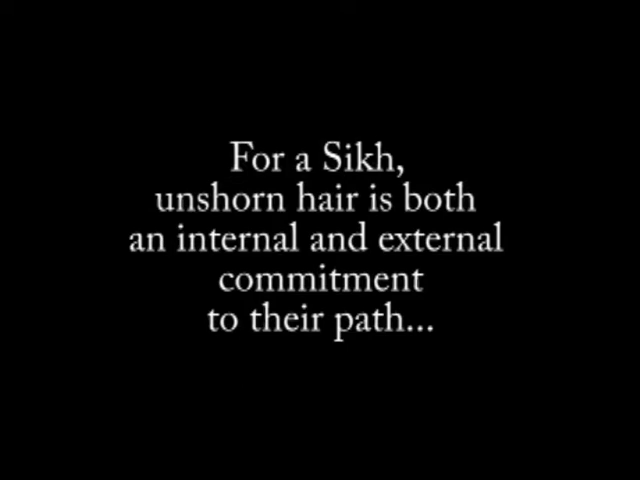 For a Sikh,
unshorn hair is both
an internal and external
commitment
to their path...